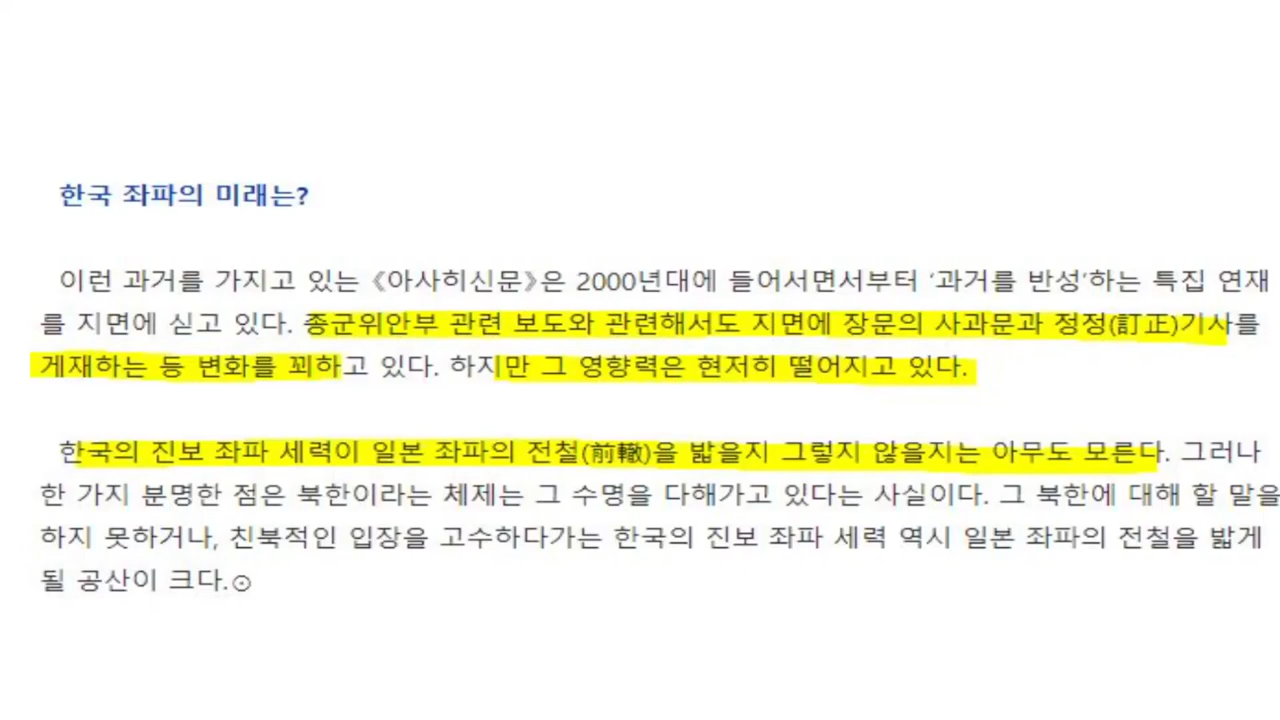 한국 좌파의 미래는?
이런 과거를 가지고 있는 《아사히신문》은 2000년대에 들어서면서부터 ‘과거를 반성’하는 특집 연재
를 지면에 싣고 있다. 종군위안부 관련 보도와 관련해서도 지면에 장문의 사과문과 정정(訂正)기사를
게재하는 등 변화를 꾀하고 있다. 하지만 그 영향력은 현저히 떨어지고 있다.
한국의 진보 좌파 세력이 일본 좌파의 전철(前轍)을 밟을지 그렇지 않을지는 아무도 모른다. 그러나
한 가지 분명한 점은 북한이라는 체제는 그 수명을 다해가고 있다는 사실이다. 그 북한에 대해 할 말을
하지 못하거나, 친북적인 입장을 고수하다가는 한국의 진보 좌파 세력 역시 일본 좌파의 전철을 밟게
될 공산이 크다.⊙